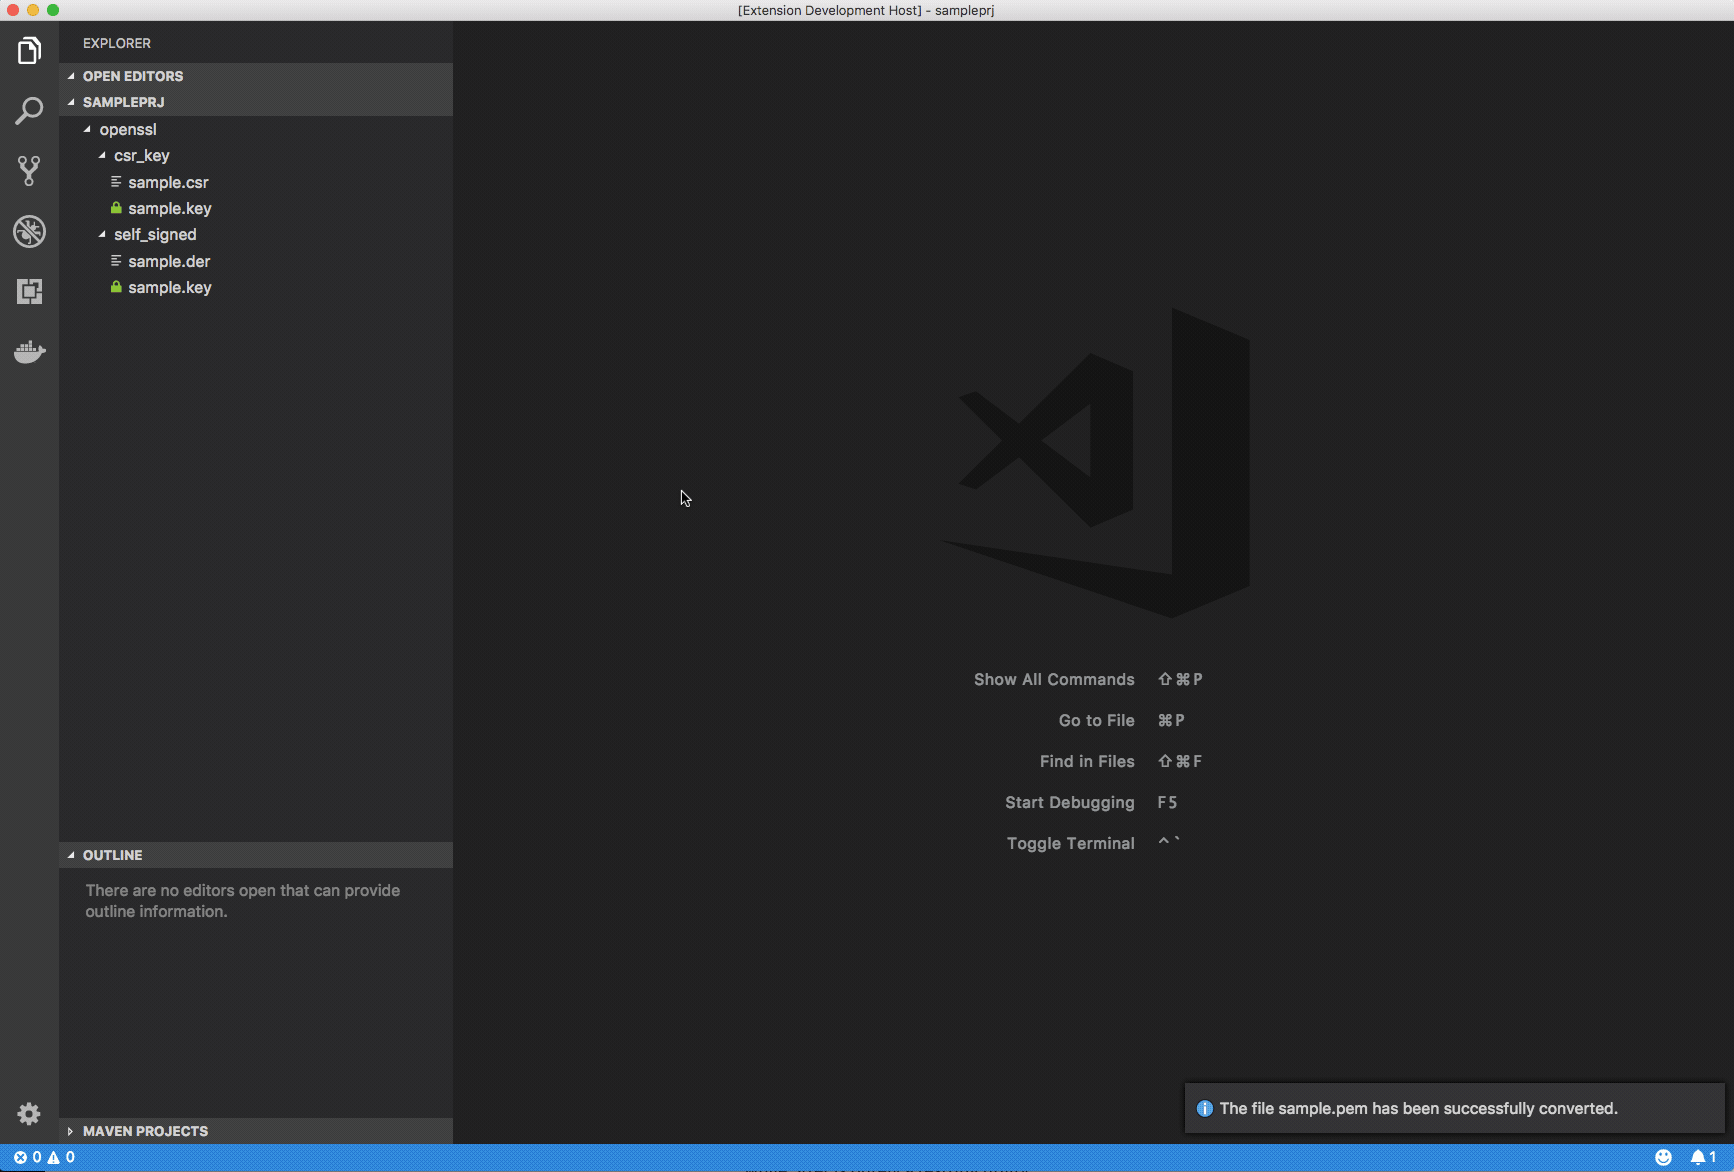 [Extension Development Host] - sampleprj
EXPLORER
OPEN EDITORS
SAMPLEPRJ
openssl
csr_key
sample.csr
sample.key
self_signed
sample.der
sample.key
Show All Commands ⇧⌘P
Go to File ⌘P
Find in Files ⇧⌘F
Start Debugging F5
Toggle Terminal ^`
OUTLINE
There are no editors open that can provide
outline information.
The file sample.pem has been successfully converted.
MAVEN PROJECTS
0 0
1